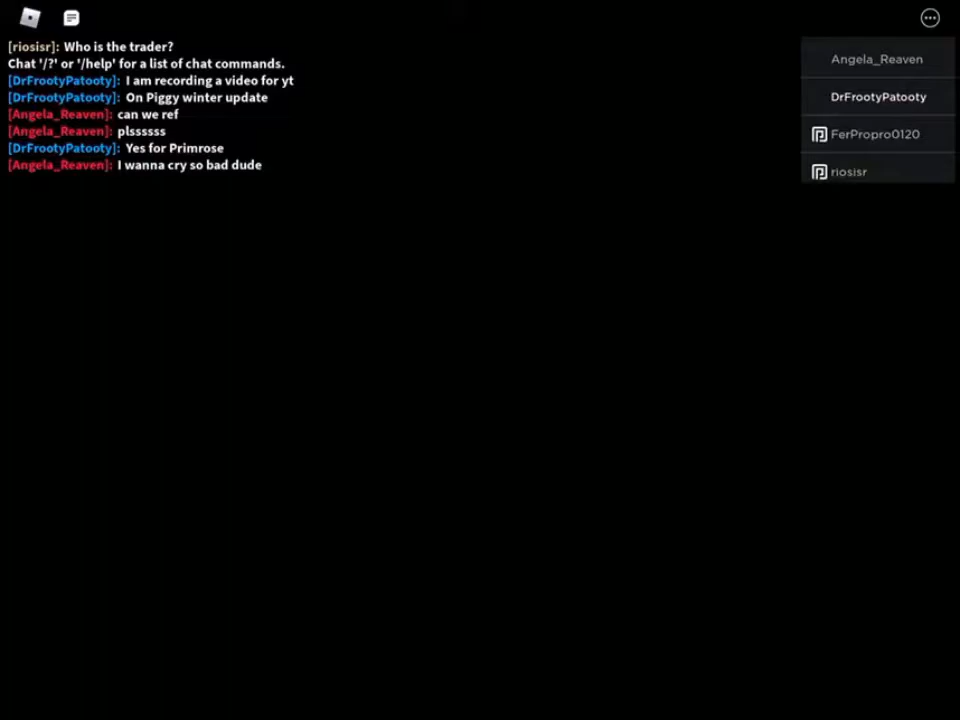 [riosisr]: Who is the trader?
Chat '/?' or '/help' for a list of chat commands.
[DrFrootyPatooty]: I am recording a video for yt
[DrFrootyPatooty]: On Piggy winter update
[Angela_Reaven]: can we ref
[Angela_Reaven]: plssssss
[DrFrootyPatooty]: Yes for Primrose
[Angela_Reaven]: I wanna cry so bad dude
Angela_Reaven
DrFrootyPatooty
FerPropro0120
riosisr